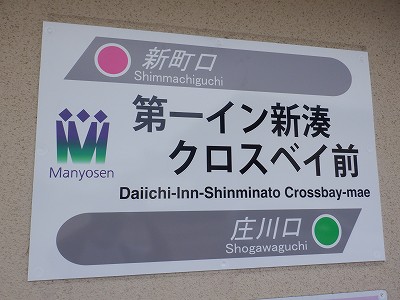 新町口
Shimmachiguchi
第一イン新湊
クロスベイ前
Manyosen
Daiichi-Inn-Shinminato Crossbay-mae
庄川口
Shogawaguchi